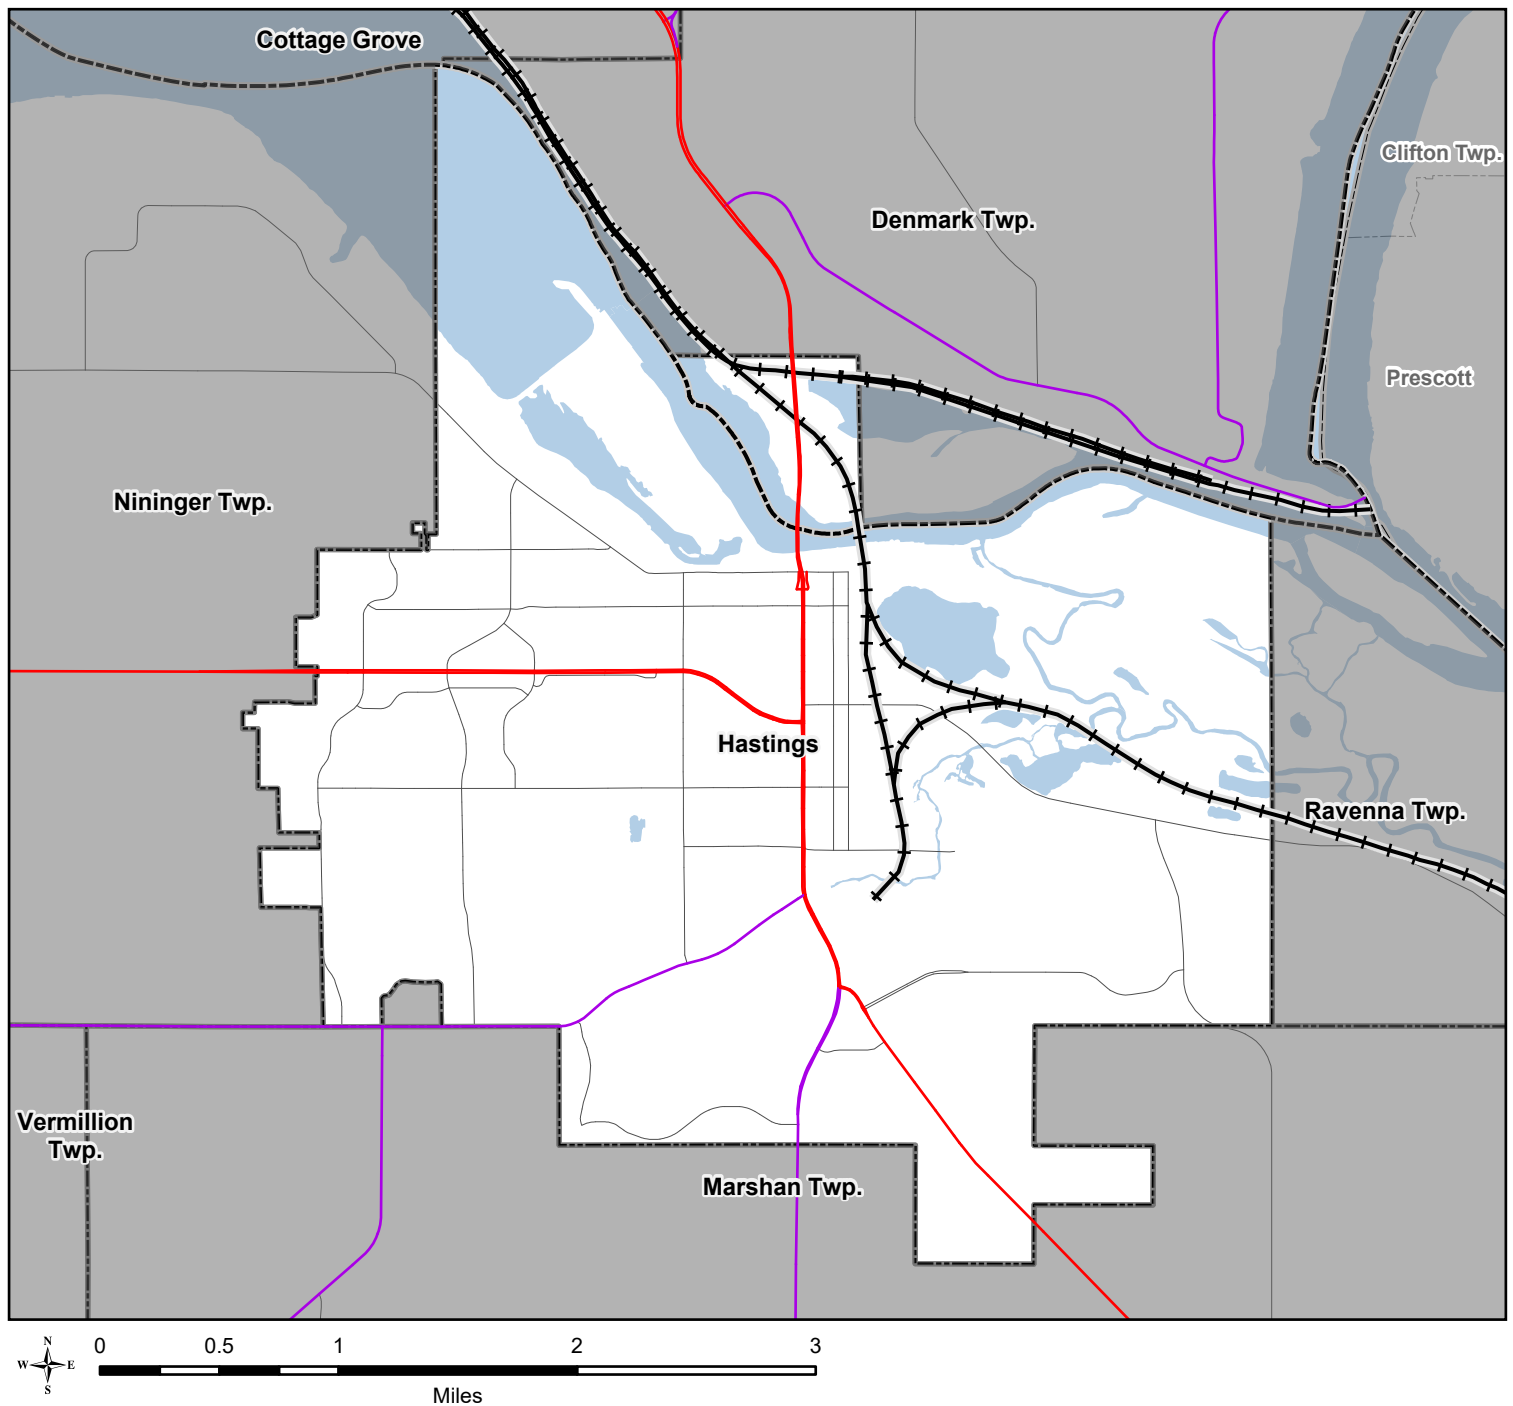 Cottage Grove
Clifton Twp.
Denmark Twp.
Prescott
Nininger Twp.
Hastings
Ravenna Twp.
Vermillion
Twp.
Marshan Twp.
N
W E
S
0 0.5 1 2 3
Miles